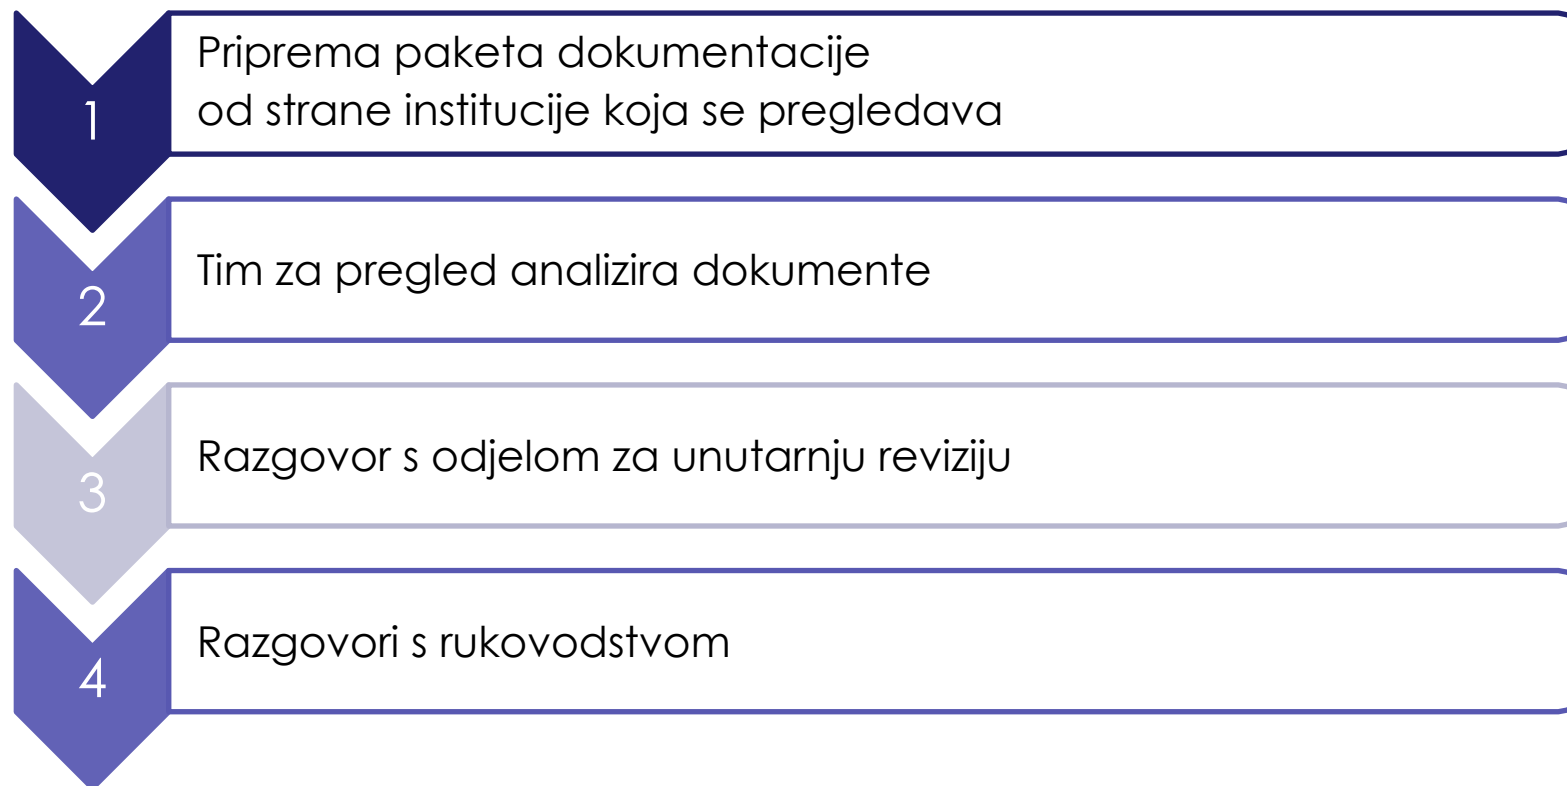 1
Priprema paketa dokumentacije
od strane institucije koja se pregledava
2
Tim za pregled analizira dokumente
3
Razgovor s odjelom za unutarnju reviziju
4
Razgovori s rukovodstvom